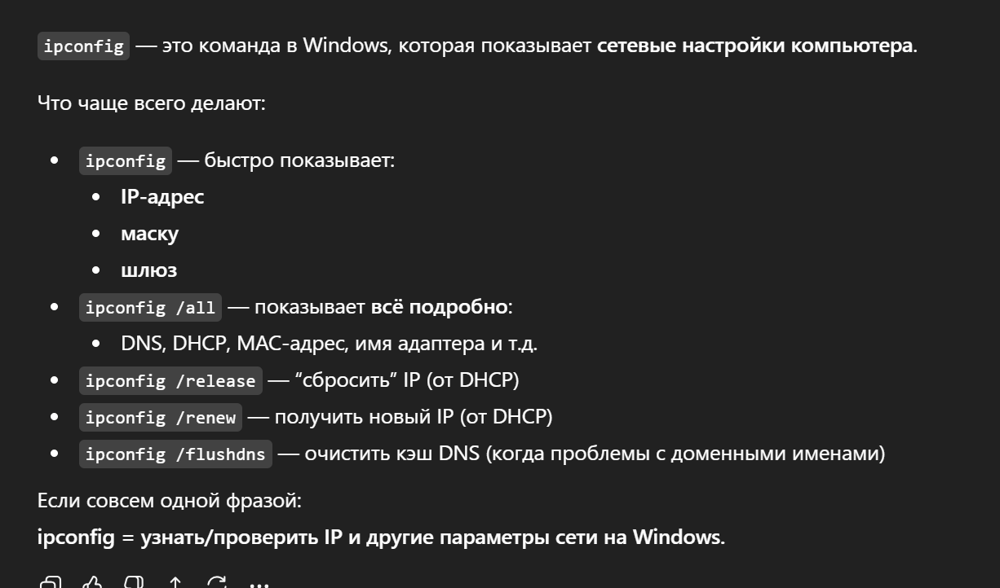 ipconfig — это команда в Windows, которая показывает сетевые настройки компьютера.
Что чаще всего делают:
ipconfig — быстро показывает:
IP-адрес
маску
шлюз
ipconfig /all — показывает всё подробно:
DNS, DHCP, MAC-адрес, имя адаптера и т.д.
ipconfig /release — “сбросить” IP (от DHCP)
ipconfig /renew — получить новый IP (от DHCP)
ipconfig /flushdns — очистить кэш DNS (когда проблемы с доменными именами)
Если совсем одной фразой:
ipconfig = узнать/проверить IP и другие параметры сети на Windows.